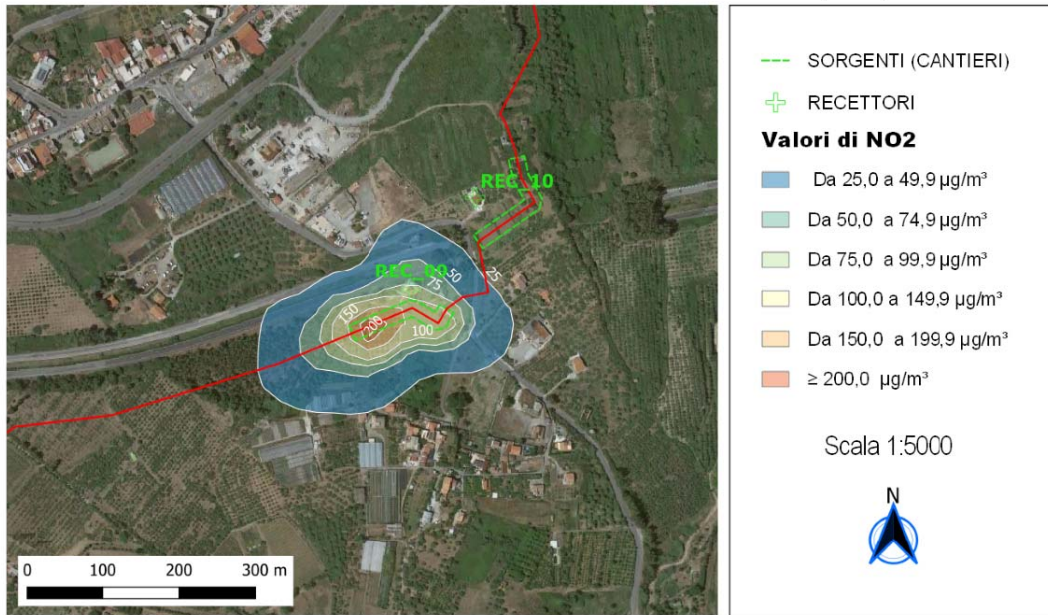 REC_10
REC_09
50
25
75
150
200
100
0 100 200 300 m
SORGENTI (CANTIERI)
RECETTORI
Valori di NO2
Da 25,0 a 49,9 µg/m³
Da 50,0 a 74,9 µg/m³
Da 75,0 a 99,9 µg/m³
Da 100,0 a 149,9 µg/m³
Da 150,0 a 199,9 µg/m³
≥ 200,0 µg/m³
Scala 1:5000
N